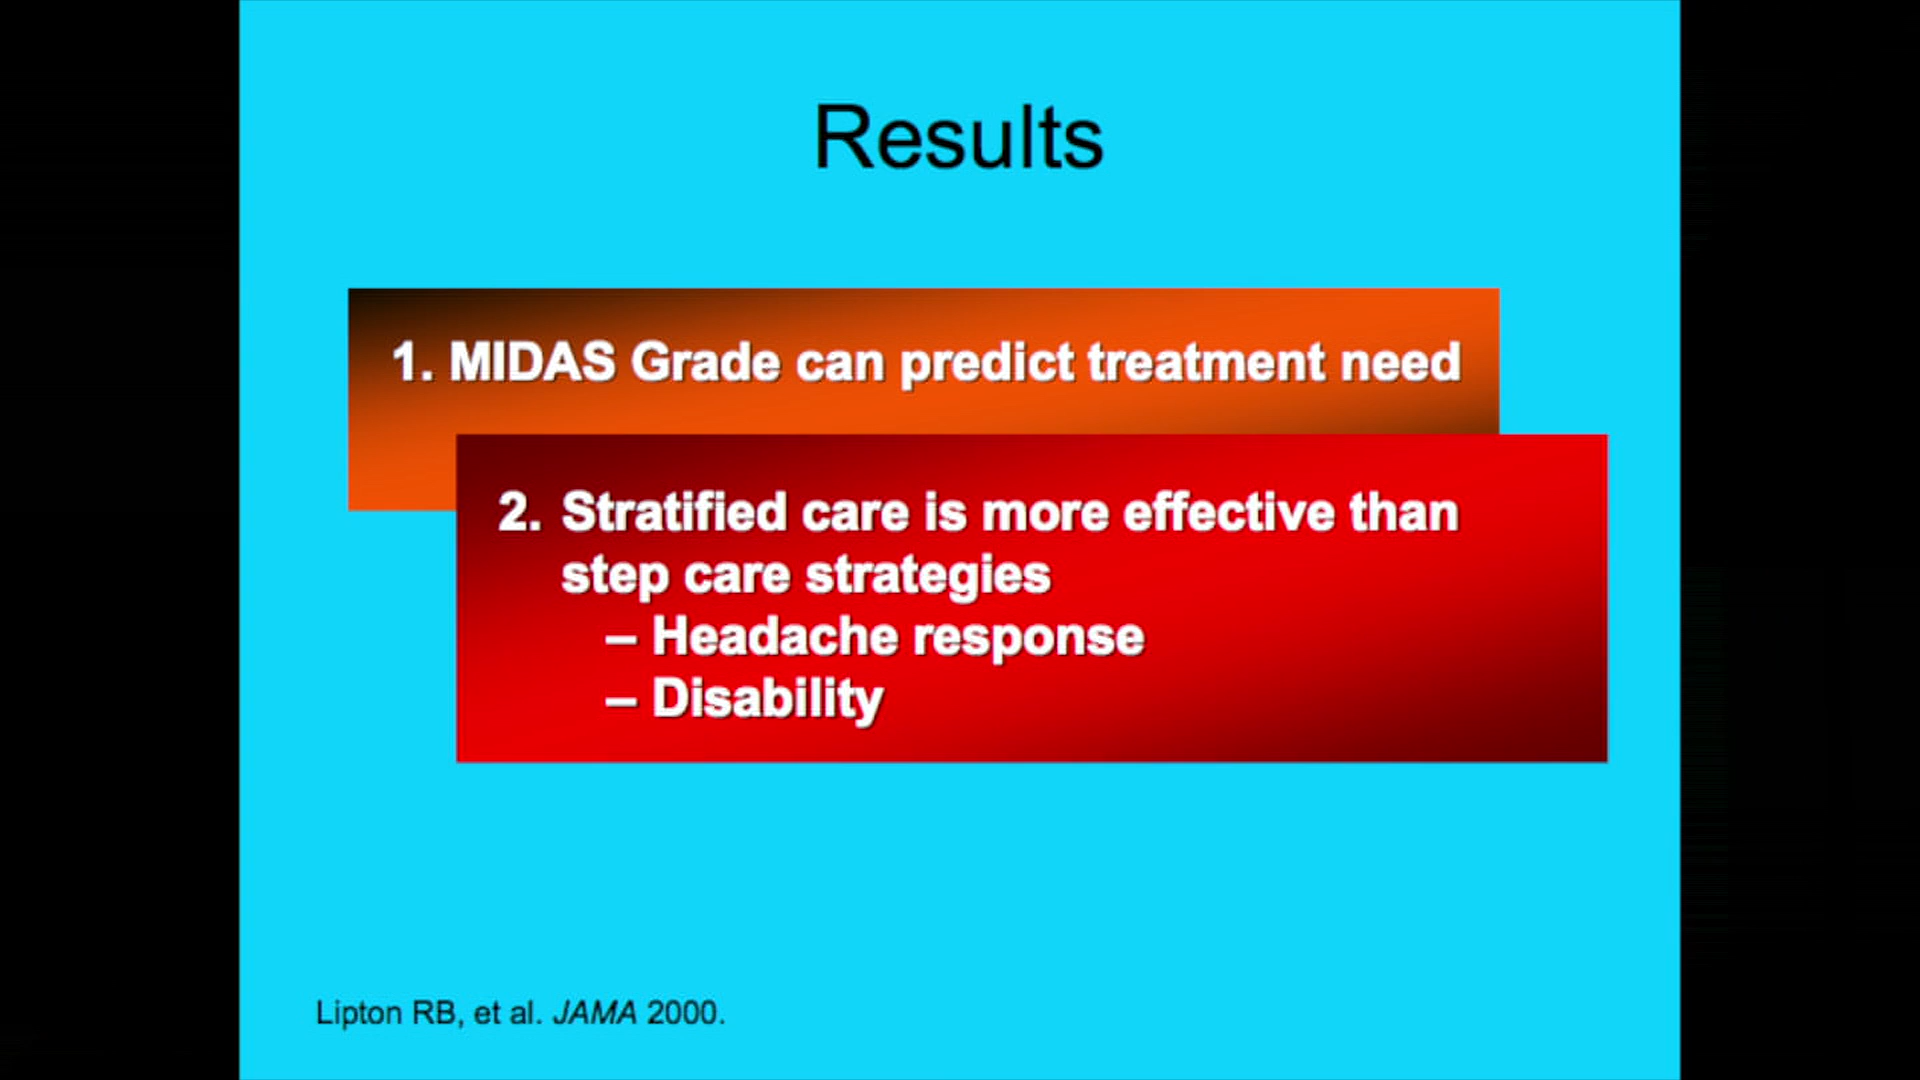 Results
1. MIDAS Grade can predict treatment need
2. Stratified care is more effective than
step care strategies
– Headache response
– Disability
Lipton RB, et al. JAMA 2000.